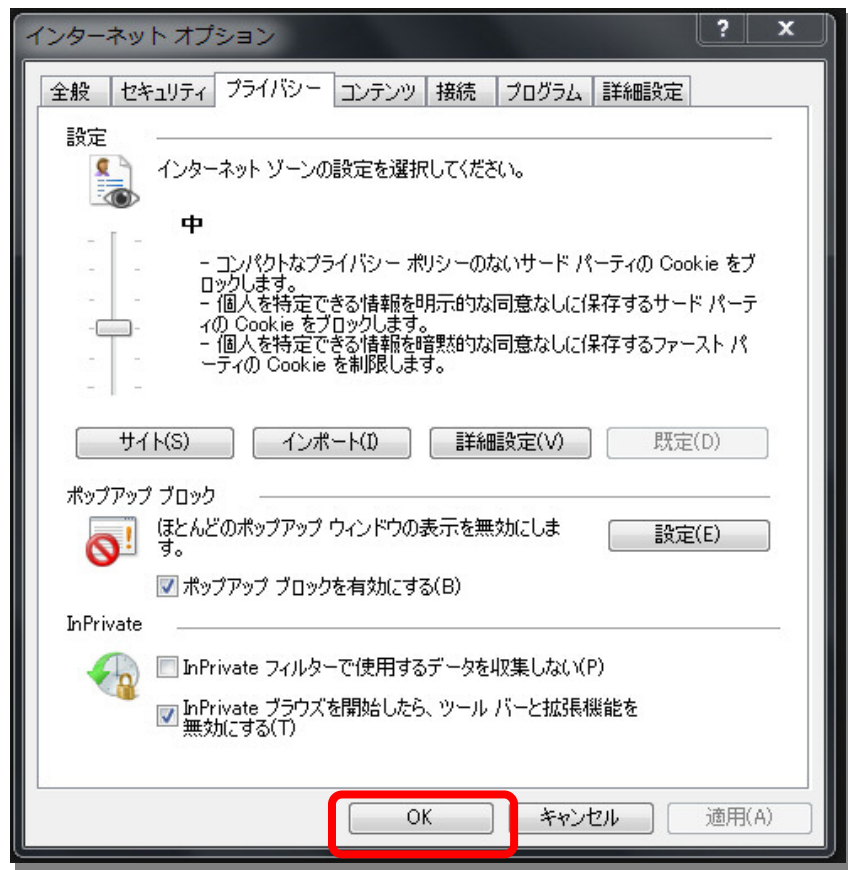 インターネット オプション
全般 セキュリティ プライバシー コンテンツ 接続 プログラム 詳細設定
設定
インターネット ゾーンの設定を選択してください。
中
- コンパクトなプライバシー ポリシーのないサード パーティの Cookie をブ
ロックします。
- 個人を特定できる情報を明示的な同意なしに保存するサード パーテ
ィの Cookie をブロックします。
- 個人を特定できる情報を暗黙的な同意なしに保存するファースト パ
ーティの Cookie を制限します。
サイト(S) インポート(I) 詳細設定(V) 既定(D)
ポップアップ ブロック
ほとんどのポップアップ ウィンドウの表示を無効にしま
す。
設定(E)
ポップアップ ブロックを有効にする(B)
InPrivate
InPrivate フィルターで使用するデータを収集しない(P)
InPrivate ブラウズを開始したら、ツール バーと拡張機能を
無効にする(T)
OK キャンセル 適用(A)